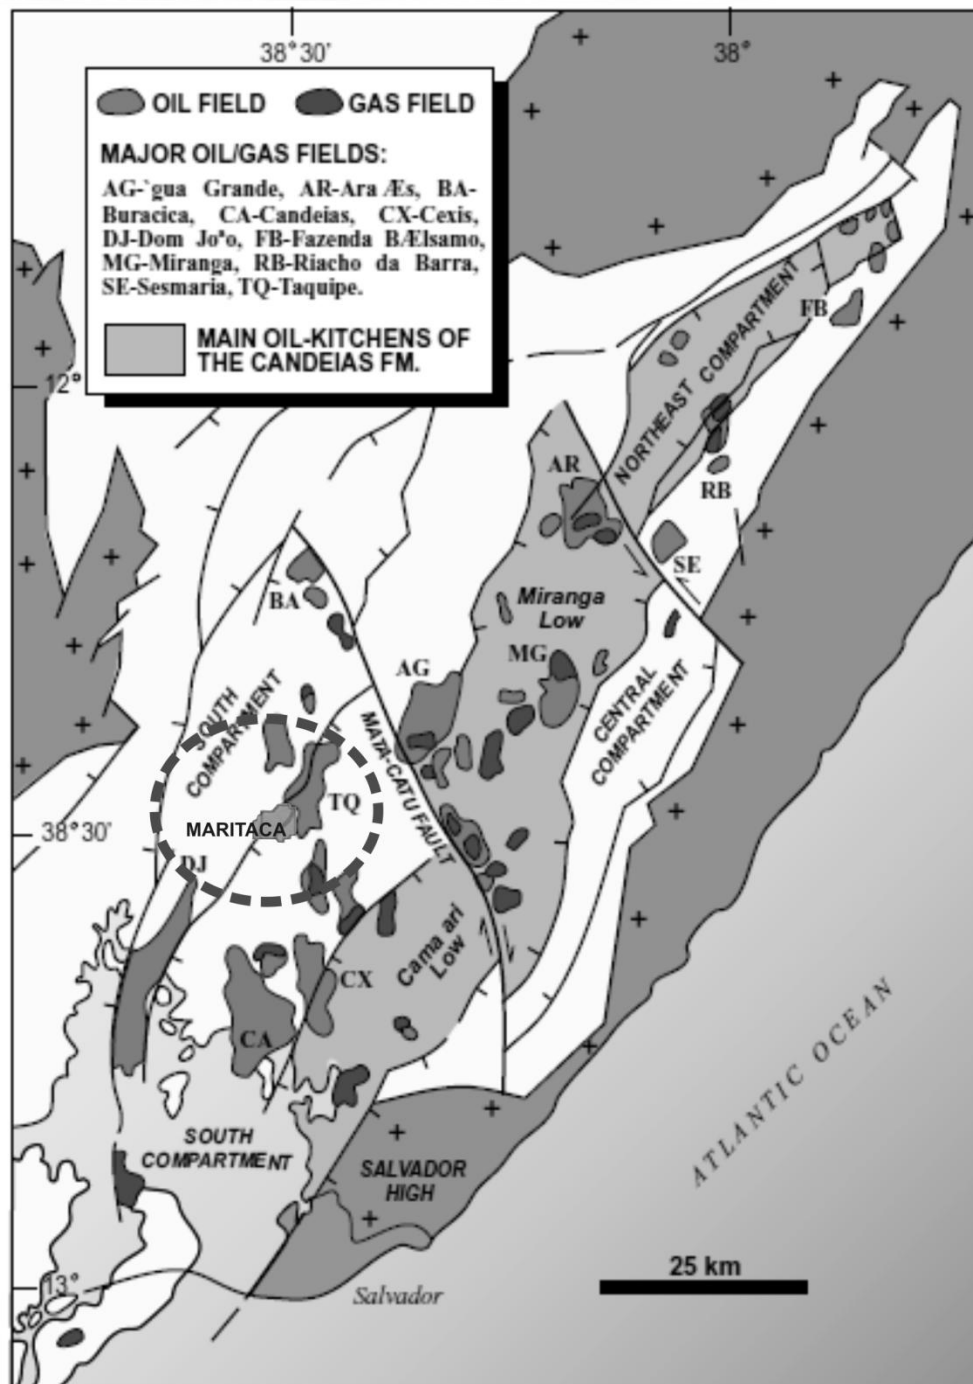 38°30'
38°
OIL FIELD
GAS FIELD
MAJOR OIL/GAS FIELDS:
AG-`gua Grande, AR-Ara Æs, BA-
Buracica, CA-Candeias, CX-Cexis,
DJ-Dom Joªo, FB-Fazenda BÆlsamo,
MG-Miranga, RB-Riacho da Barra,
SE-Sesmaria, TQ-Taquipe.
MAIN OIL-KITCHENS OF
THE CANDEIAS FM.
12°
FB
NORTHEAST COMPARTMENT
AR
RB
SE
BA
Miranga
Low
AG
MG
SOUTH
COMPARTMENT
CENTRAL
COMPARTMENT
MATA-CATU FAULT
TQ
MARITACA
38°30'
DJ
Cama ari
Low
CX
CA
SOUTH
COMPARTMENT
SALVADOR
HIGH
ATLANTIC OCEAN
25 km
13°
Salvador